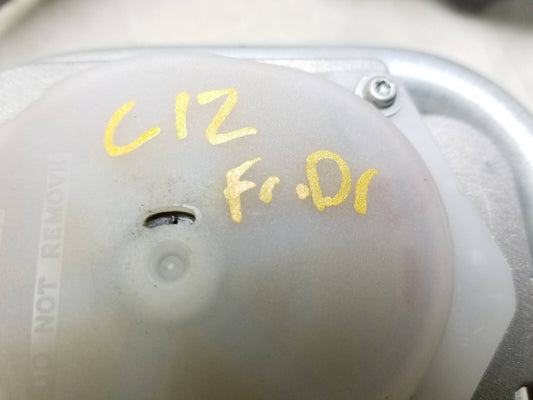 C12
Fr. Dr
DO NOT REMOVE